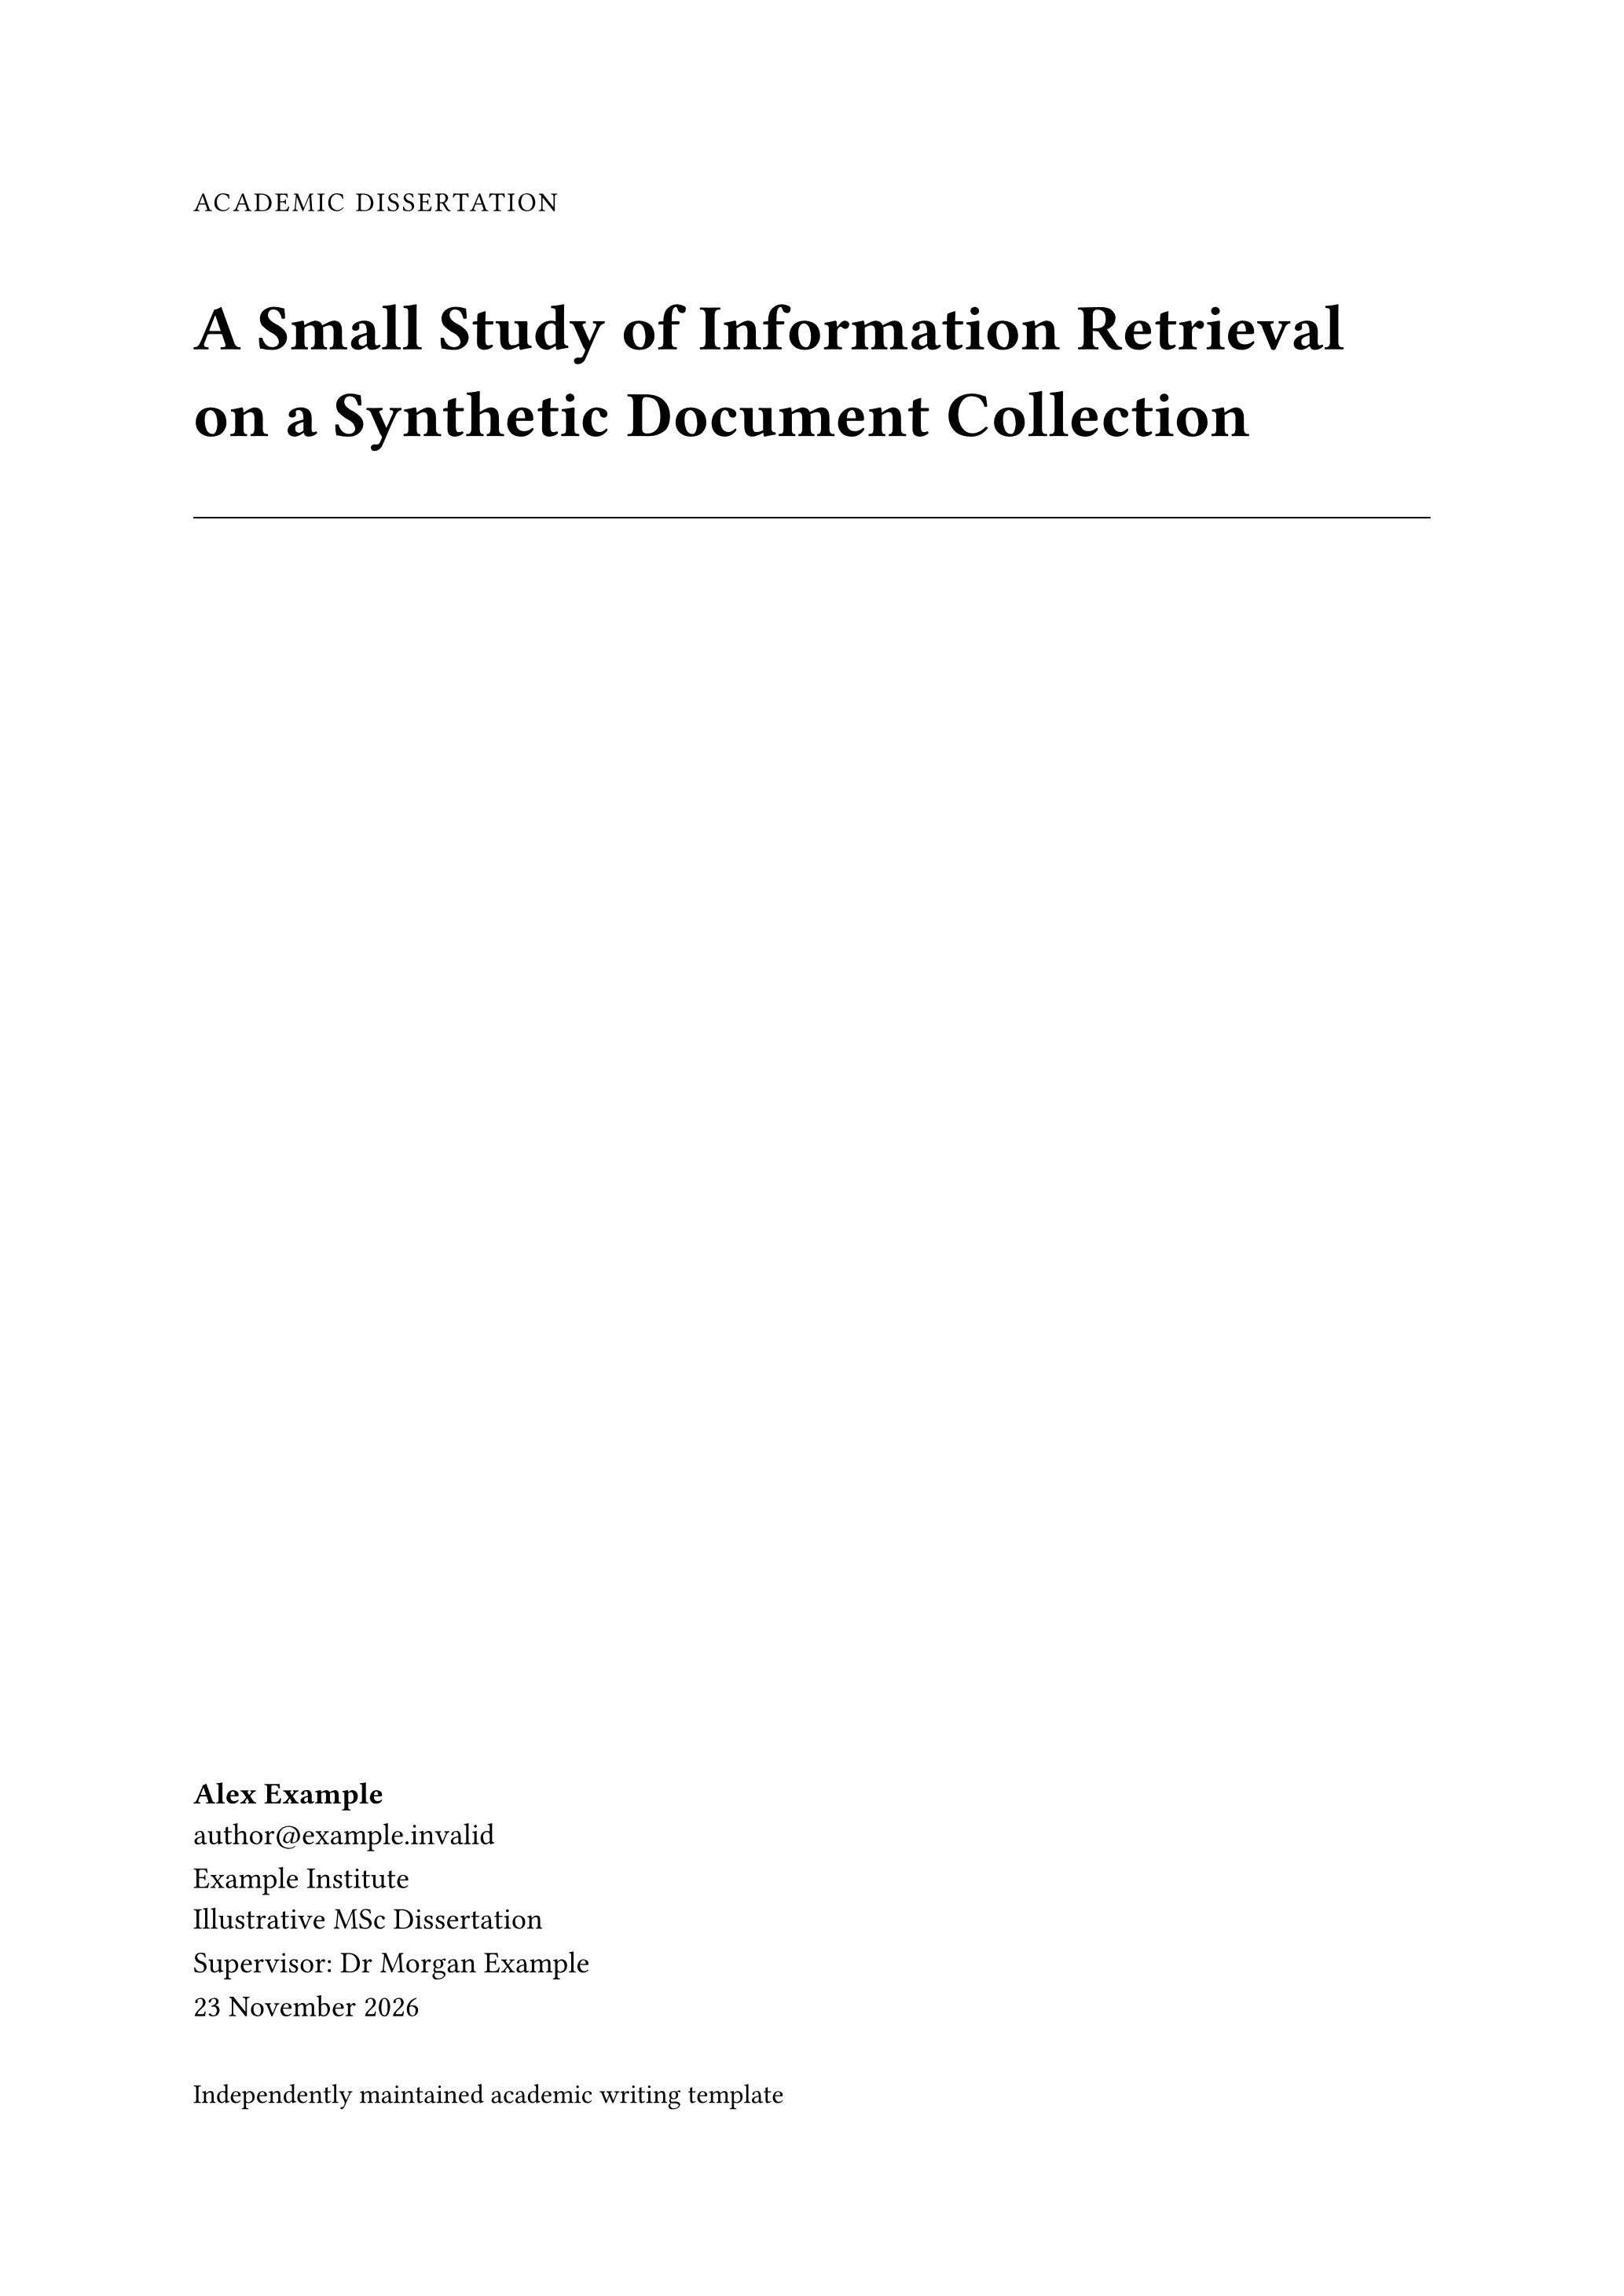 ACADEMIC DISSERTATION
A Small Study of Information Retrieval
on a Synthetic Document Collection
Alex Example
author@example.invalid
Example Institute
Illustrative MSc Dissertation
Supervisor: Dr Morgan Example
23 November 2026
Independently maintained academic writing template